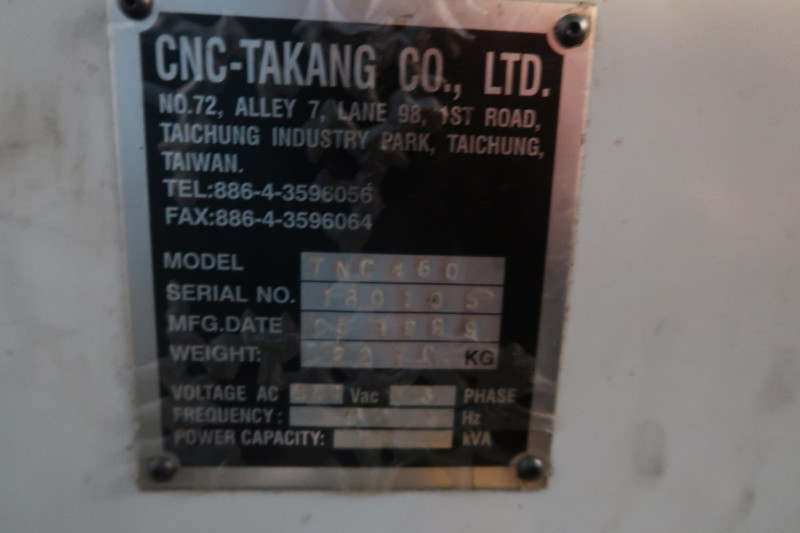 CNC-TAKANG CO., LTD.
NO.72, ALLEY 7, LANE 98, 1ST ROAD,
TAICHUNG INDUSTRY PARK, TAICHUNG,
TAIWAN.
TEL:886-4-3596056
FAX:886-4-3596064
MODEL TNC460
SERIAL NO.
MFG.DATE
WEIGHT: KG
VOLTAGE AC Vac PHASE
FREQUENCY: Hz
POWER CAPACITY: kVA